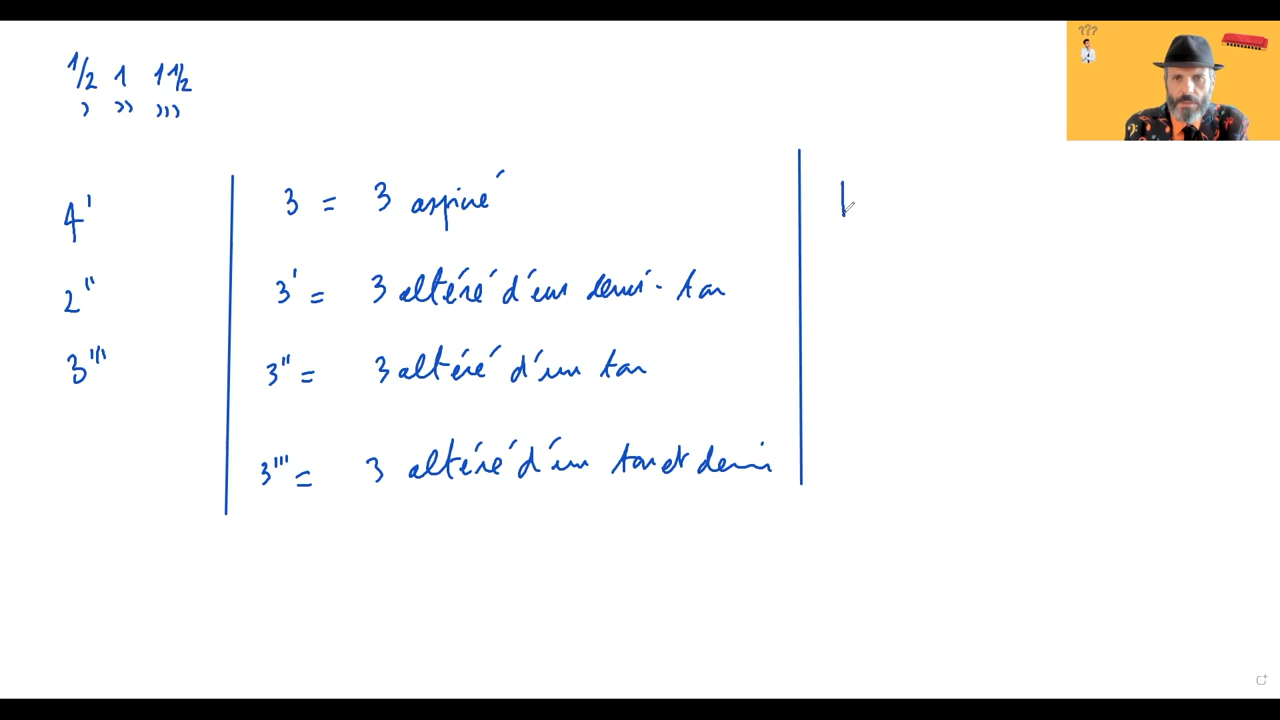 ???
1/2 1 1 1/2
' '' '''
4'
2"
3'''
3 = 3 aspiré
3' = 3 altéré d'un demi-ton
3" = 3 altéré d'un ton
3''' = 3 altéré d'un ton et demi